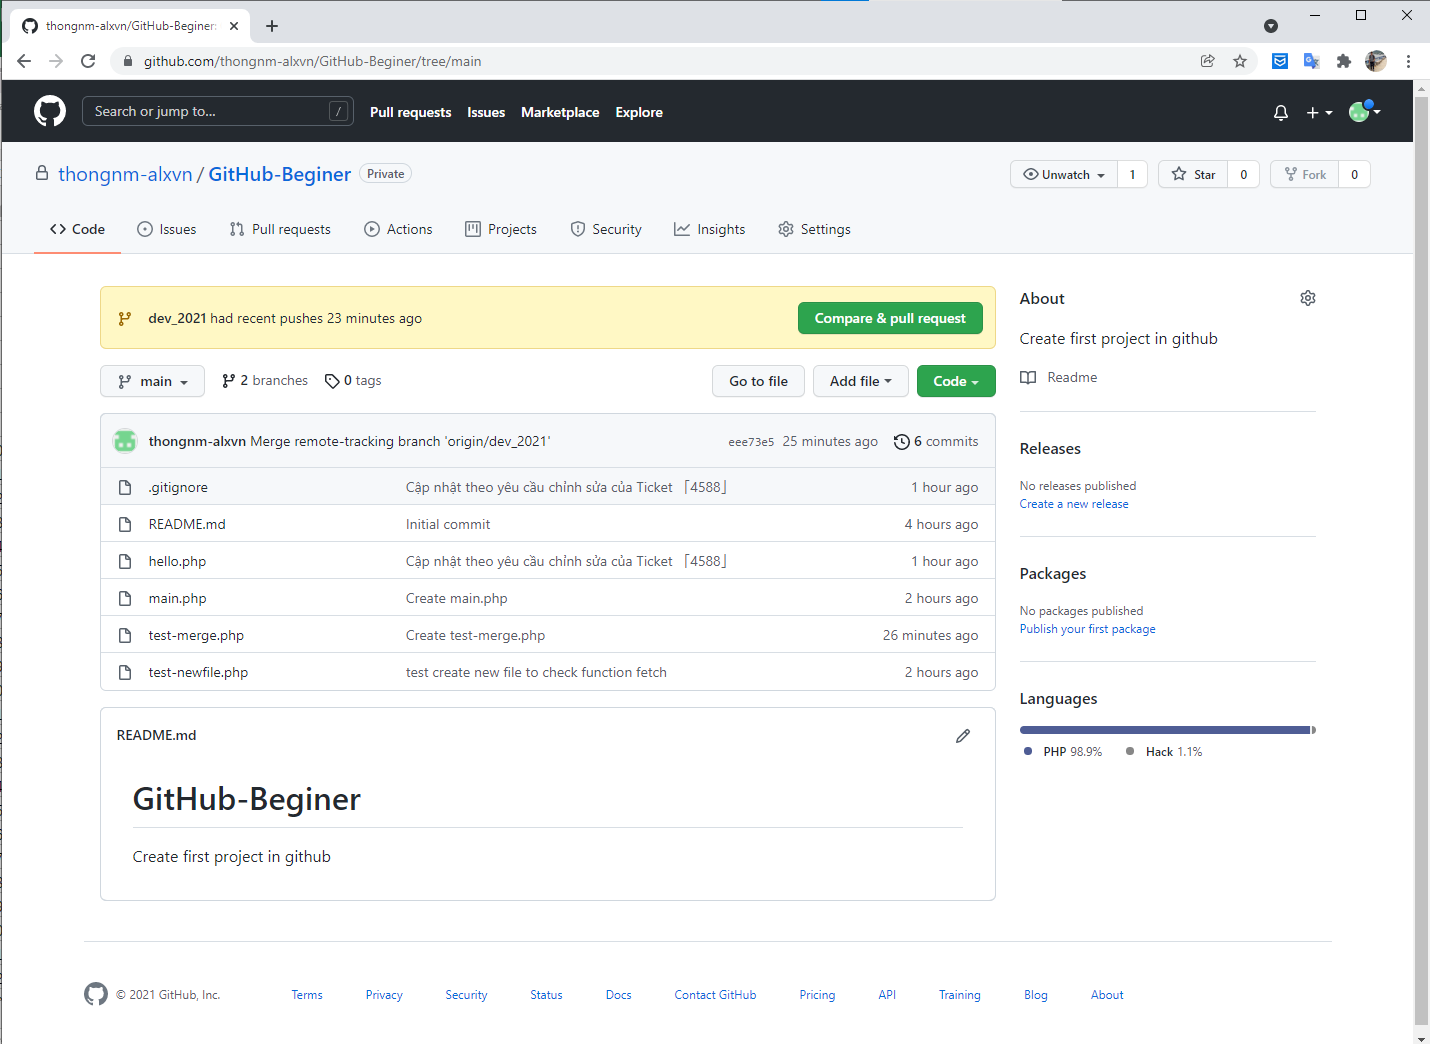 thongnm-alxvn/GitHub-Beginer:
github.com/thongnm-alxvn/GitHub-Beginer/tree/main
Search or jump to... /
Pull requests Issues Marketplace Explore
thongnm-alxvn / GitHub-Beginer Private
Unwatch 1 Star 0 Fork 0
Code Issues Pull requests Actions Projects Security Insights Settings
dev_2021 had recent pushes 23 minutes ago Compare & pull request
main 2 branches 0 tags Go to file Add file Code
thongnm-alxvn Merge remote-tracking branch 'origin/dev_2021' eee73e5 25 minutes ago 6 commits
.gitignore Cập nhật theo yêu cầu chỉnh sửa của Ticket 「4588」 1 hour ago
README.md Initial commit 4 hours ago
hello.php Cập nhật theo yêu cầu chỉnh sửa của Ticket 「4588」 1 hour ago
main.php Create main.php 2 hours ago
test-merge.php Create test-merge.php 26 minutes ago
test-newfile.php test create new file to check function fetch 2 hours ago
README.md
GitHub-Beginer
Create first project in github
About
Create first project in github
Readme
Releases
No releases published
Create a new release
Packages
No packages published
Publish your first package
Languages
PHP 98.9% Hack 1.1%
© 2021 GitHub, Inc. Terms Privacy Security Status Docs Contact GitHub Pricing API Training Blog About